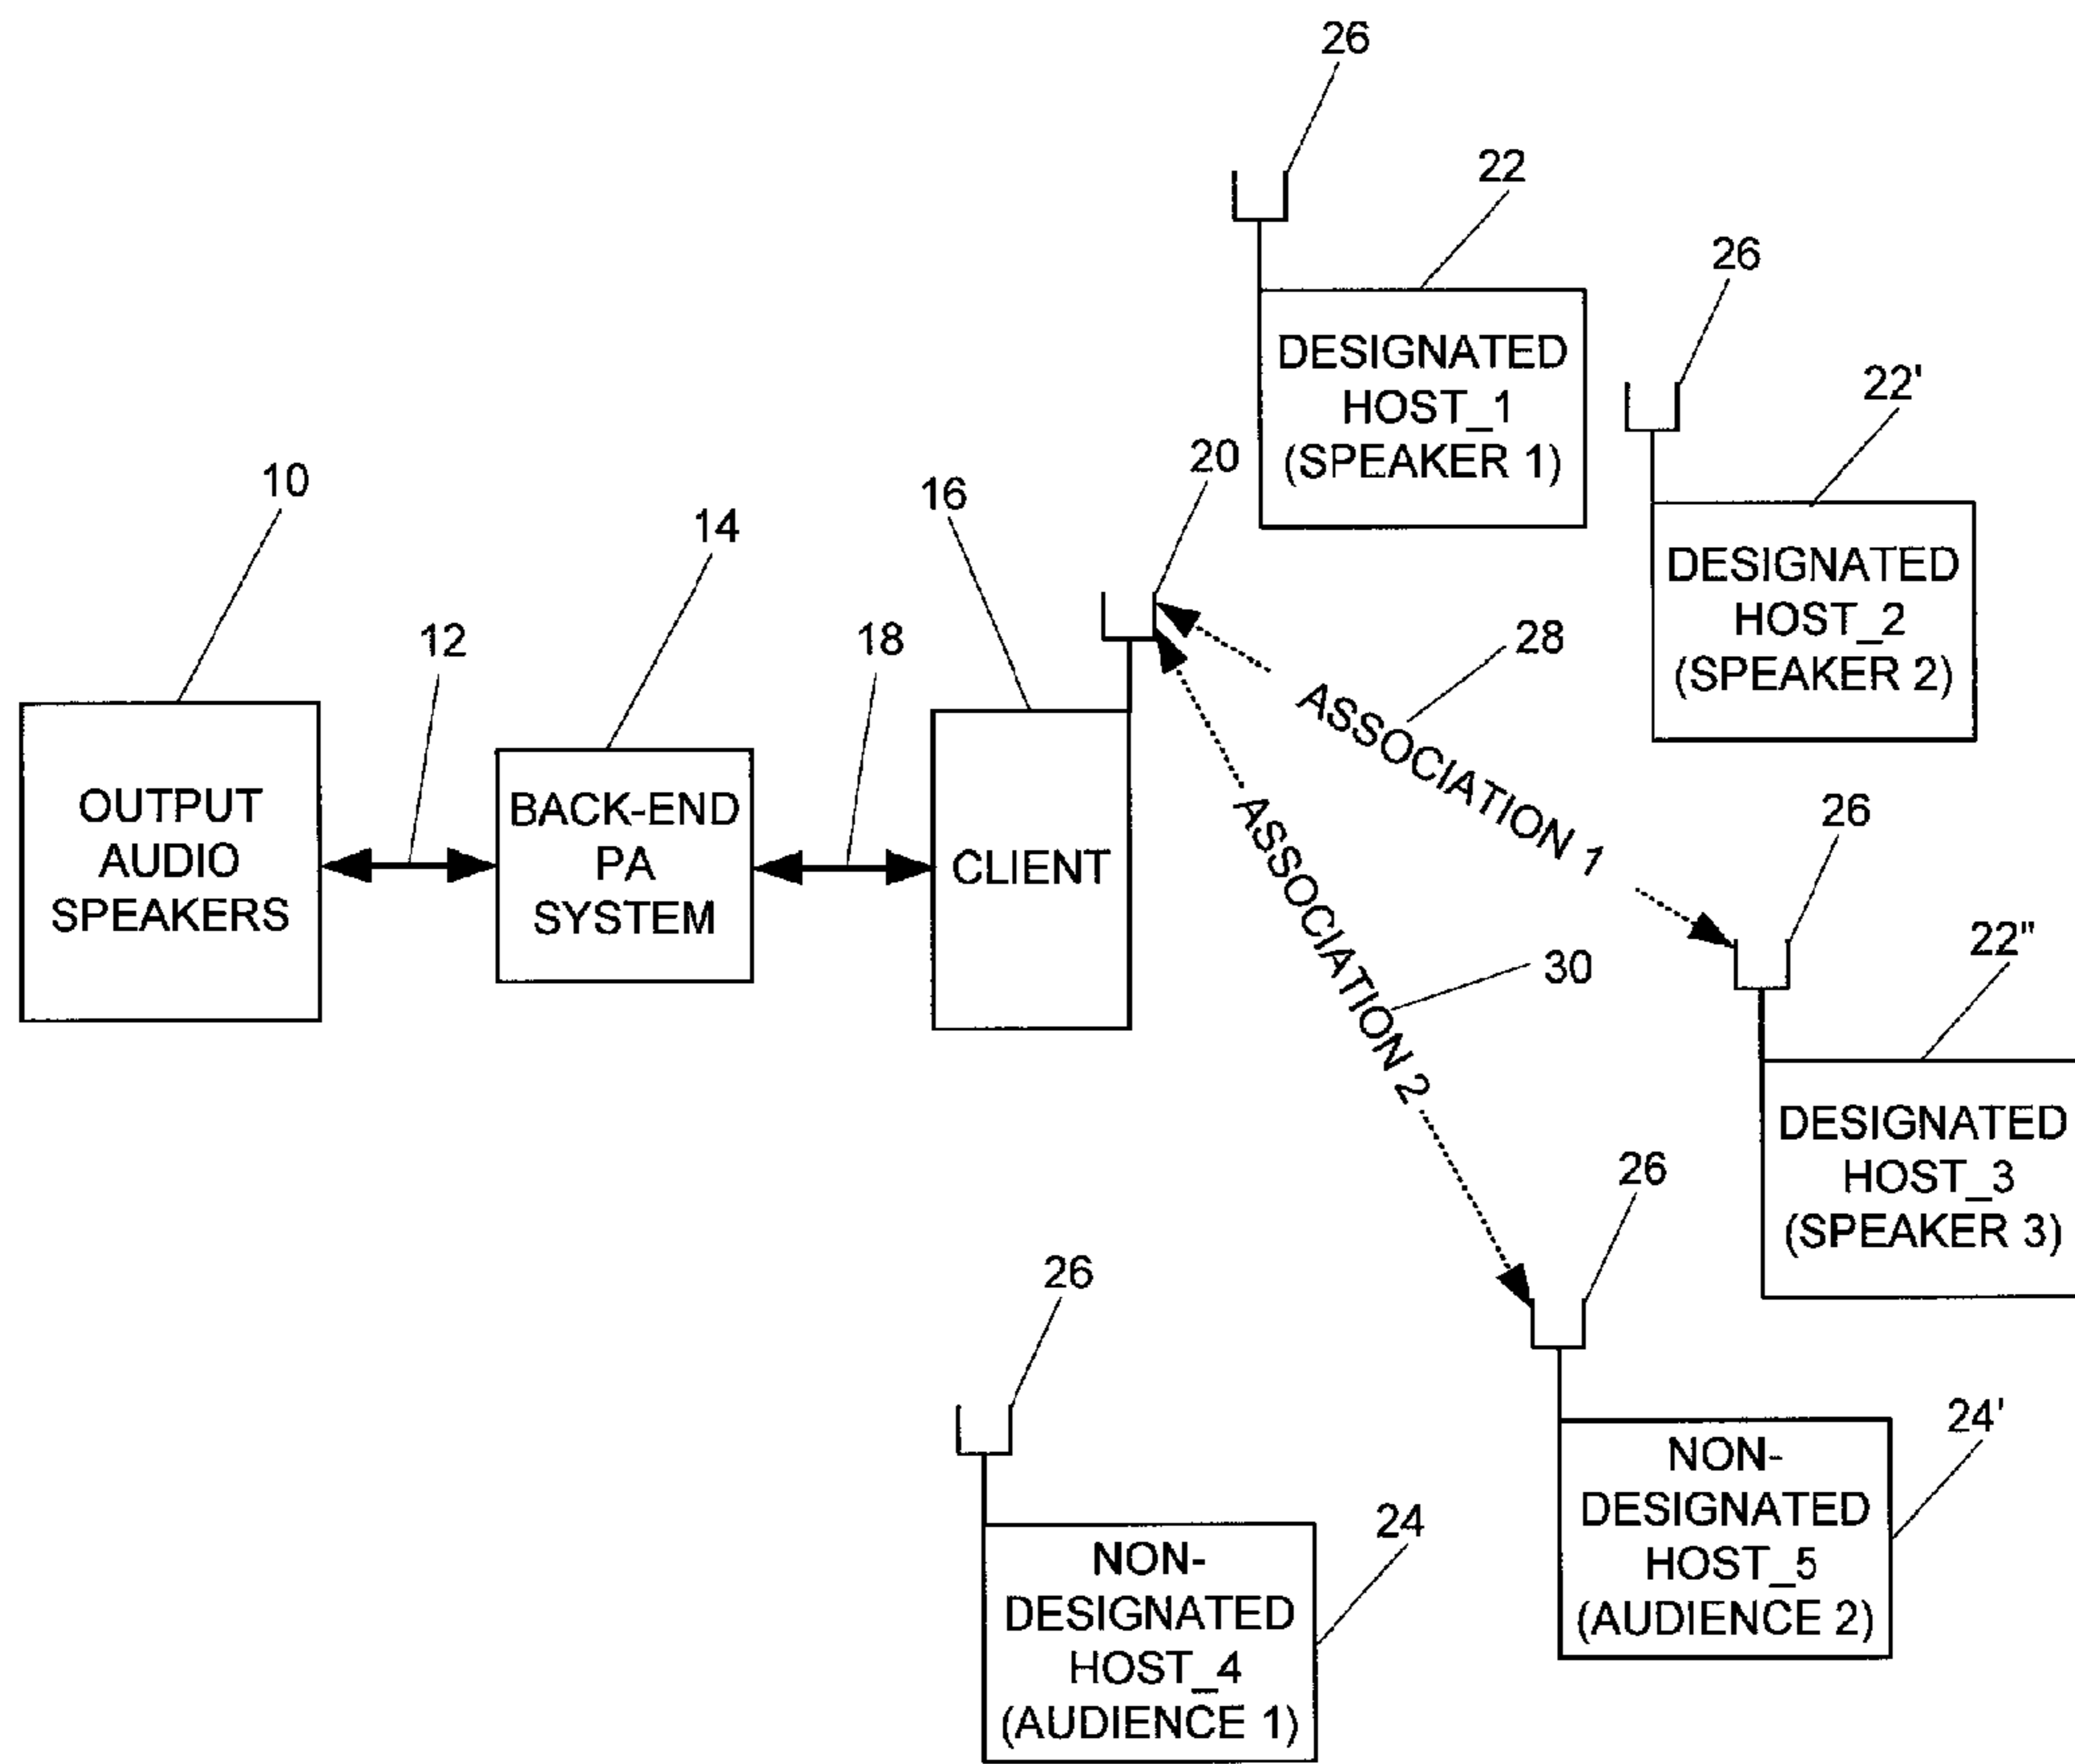 26
22
DESIGNATED
HOST_1
(SPEAKER 1)
26
22'
DESIGNATED
HOST_2
(SPEAKER 2)
10
OUTPUT
AUDIO
SPEAKERS
12
14
BACK-END
PA
SYSTEM
18
16
CLIENT
20
28
ASSOCIATION 1
ASSOCIATION 2
30
26
22"
DESIGNATED
HOST_3
(SPEAKER 3)
26
24'
NON-
DESIGNATED
HOST_5
(AUDIENCE 2)
26
24
NON-
DESIGNATED
HOST_4
(AUDIENCE 1)